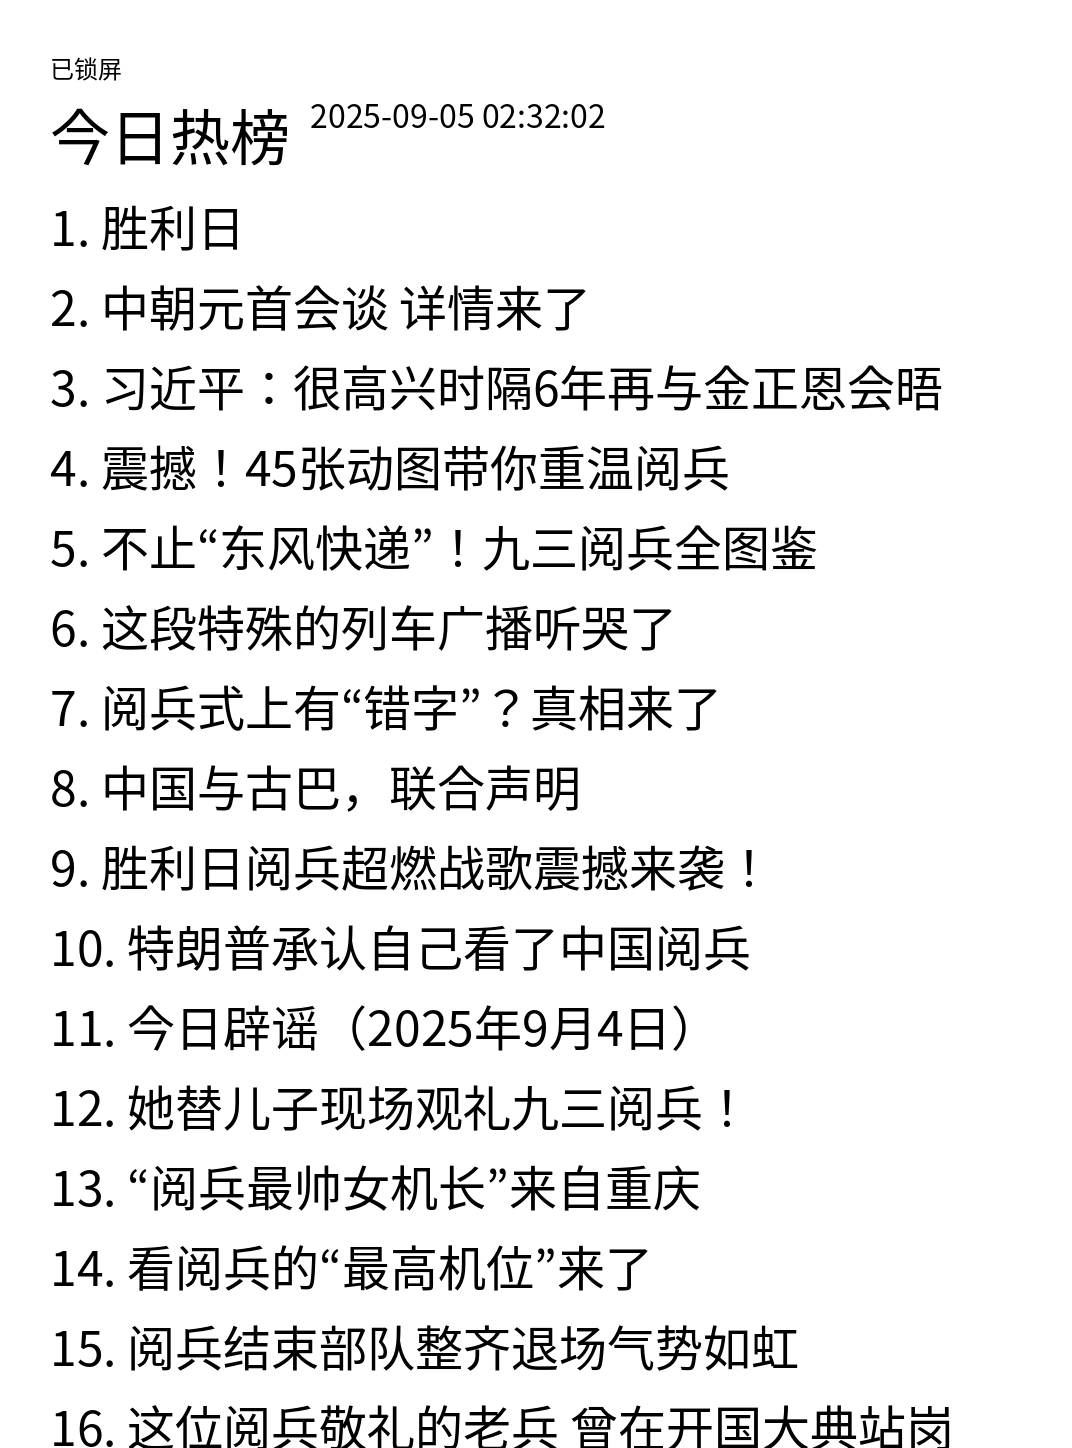 已锁屏
今日热榜 2025-09-05 02:32:02
1. 胜利日
2. 中朝元首会谈 详情来了
3. 习近平：很高兴时隔6年再与金正恩会晤
4. 震撼！45张动图带你重温阅兵
5. 不止“东风快递”！九三阅兵全图鉴
6. 这段特殊的列车广播听哭了
7. 阅兵式上有“错字”？真相来了
8. 中国与古巴，联合声明
9. 胜利日阅兵超燃战歌震撼来袭！
10. 特朗普承认自己看了中国阅兵
11. 今日辟谣（2025年9月4日）
12. 她替儿子现场观礼九三阅兵！
13. “阅兵最帅女机长”来自重庆
14. 看阅兵的“最高机位”来了
15. 阅兵结束部队整齐退场气势如虹
16. 这位阅兵敬礼的老兵 曾在开国大典站岗